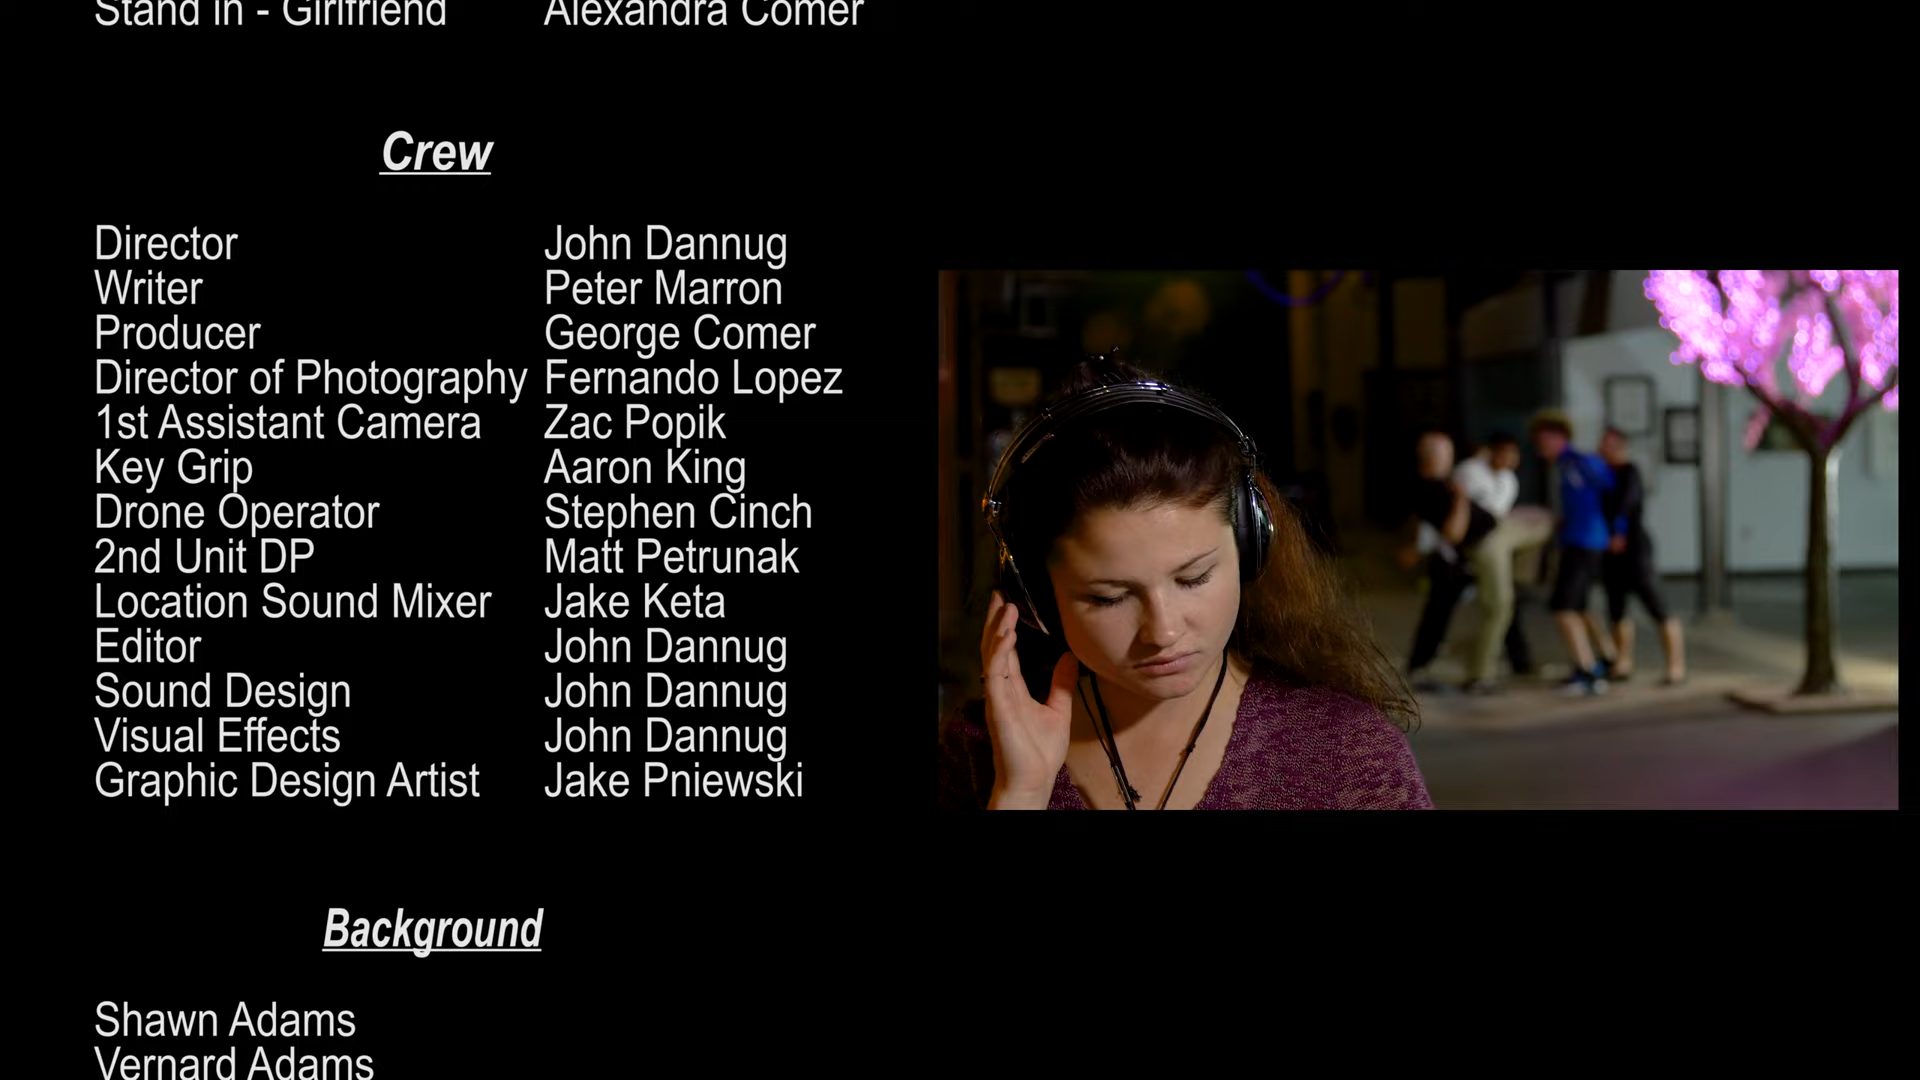 Stand in - Girlfriend Alexandra Comer
Crew
Director John Dannug
Writer Peter Marron
Producer George Comer
Director of Photography Fernando Lopez
1st Assistant Camera Zac Popik
Key Grip Aaron King
Drone Operator Stephen Cinch
2nd Unit DP Matt Petrunak
Location Sound Mixer Jake Keta
Editor John Dannug
Sound Design John Dannug
Visual Effects John Dannug
Graphic Design Artist Jake Pniewski
Background
Shawn Adams
Vernard Adams